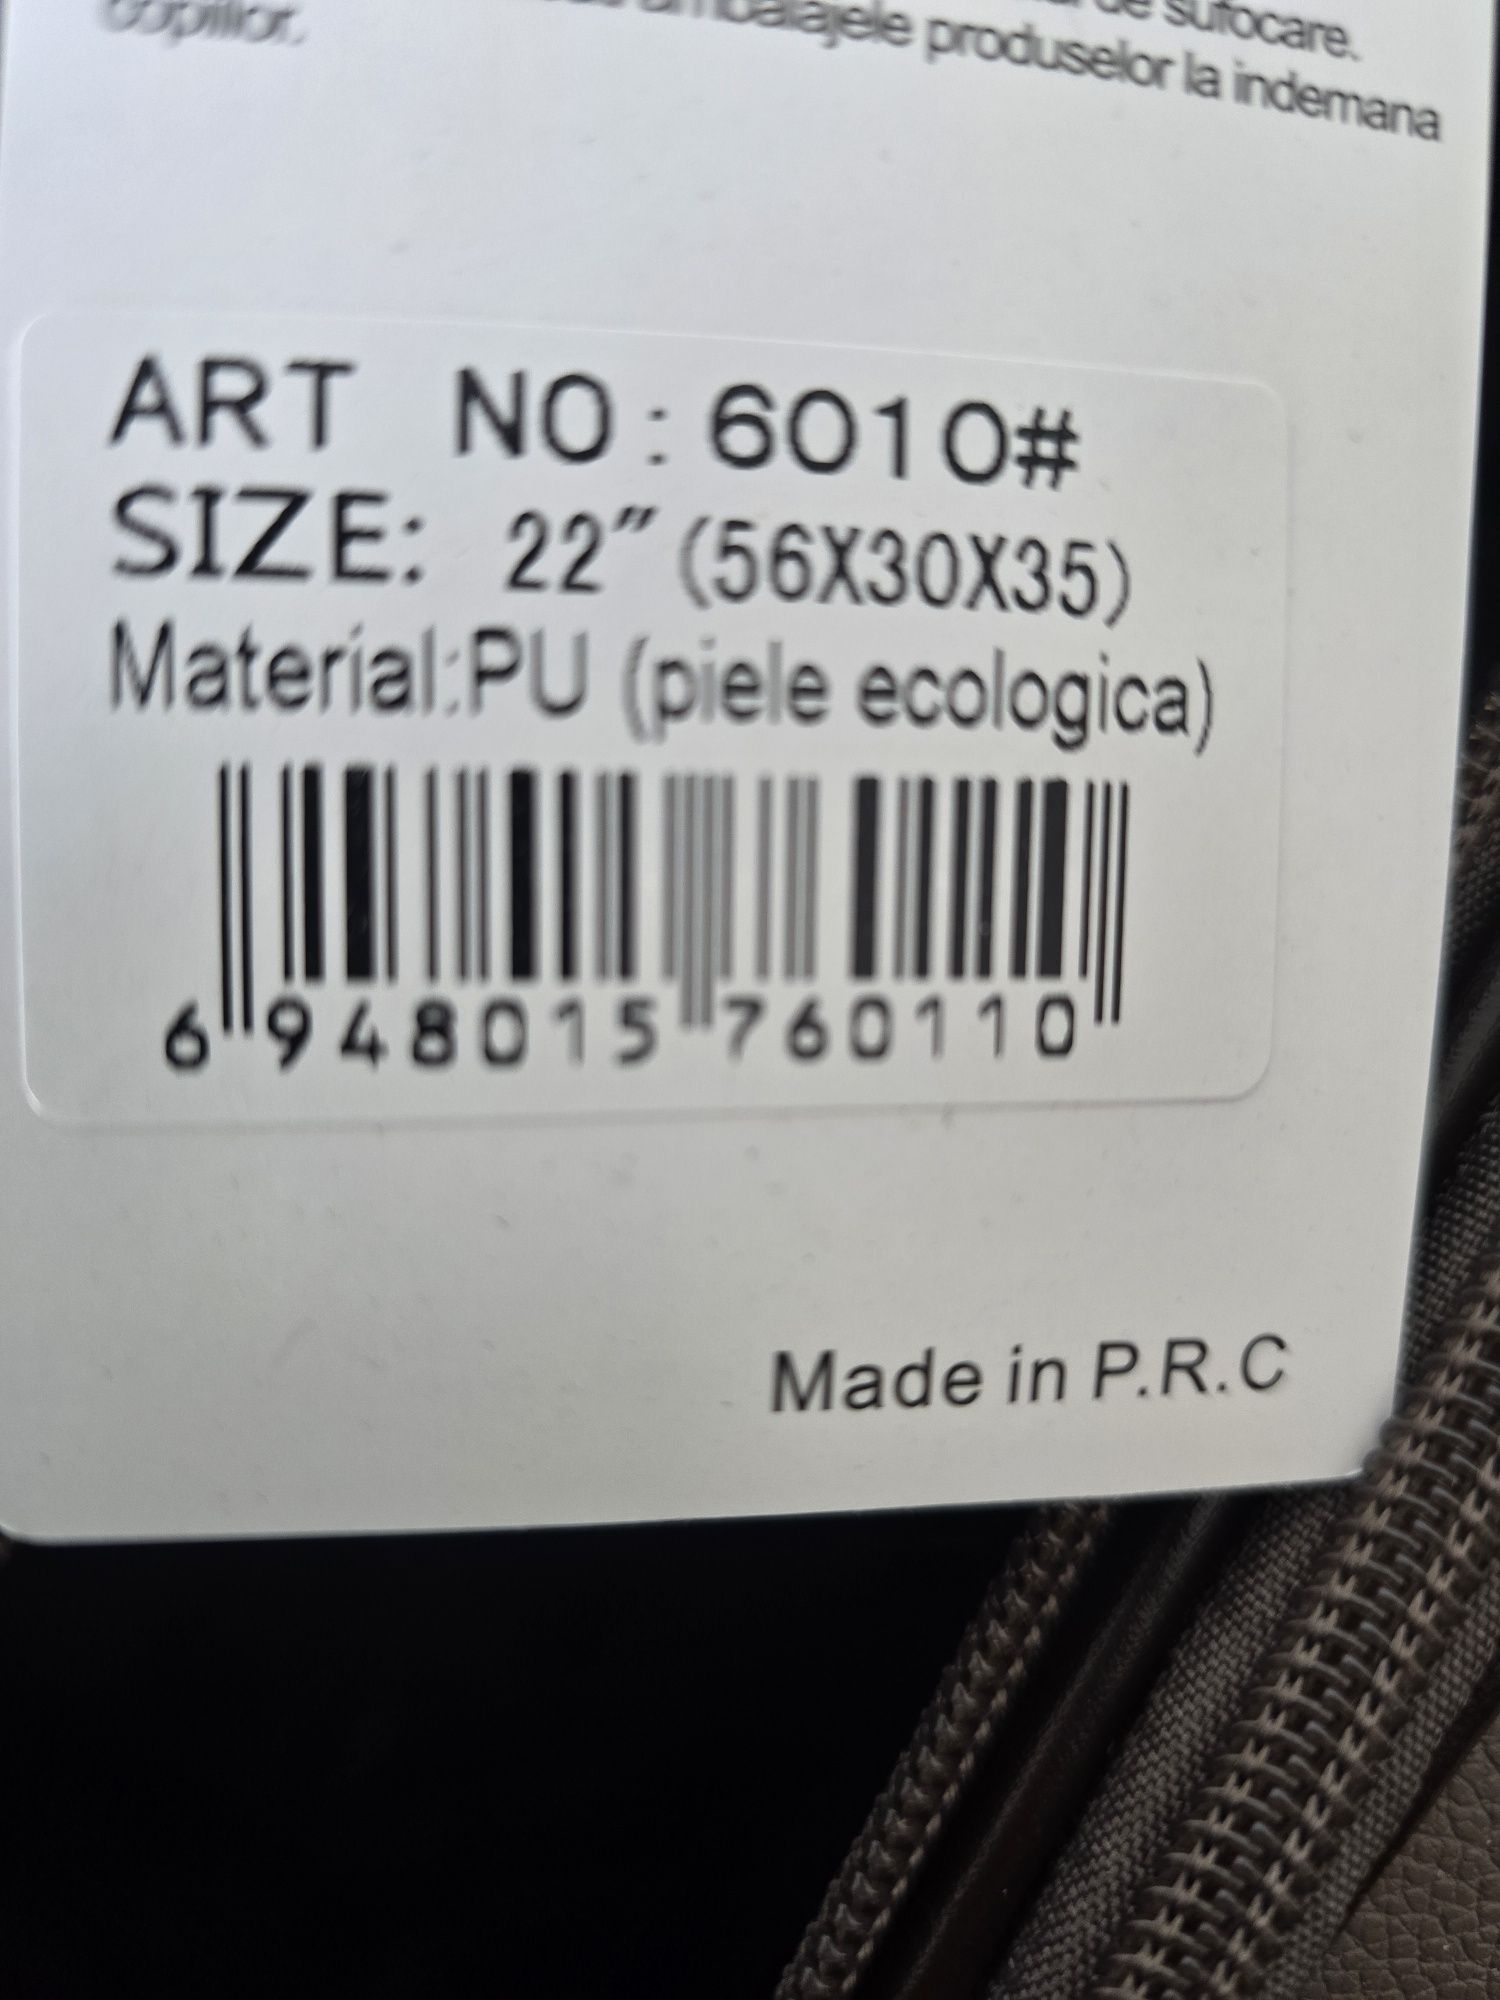 de sufocare.
ambalajele produselor la indemana
copiilor.
ART NO: 6010#
SIZE: 22″ (56X30X35)
Material:PU (piele ecologica)
6 948015 760110
Made in P.R.C